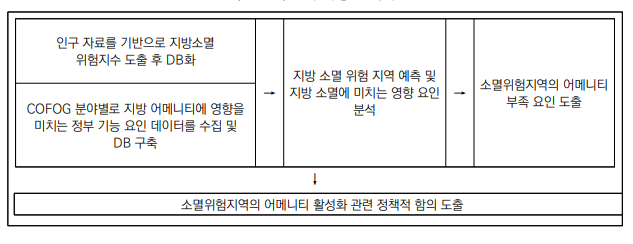 인구 자료를 기반으로 지방소멸
위험지수 도출 후 DB화
COFOG 분야별로 지방 어메니티에 영향을
미치는 정부 기능 요인 데이터를 수집 및
DB 구축
→
지방 소멸 위험 지역 예측 및
지방 소멸에 미치는 영향 요인
분석
→
소멸위험지역의 어메니티
부족 요인 도출
↓
소멸위험지역의 어메니티 활성화 관련 정책적 함의 도출